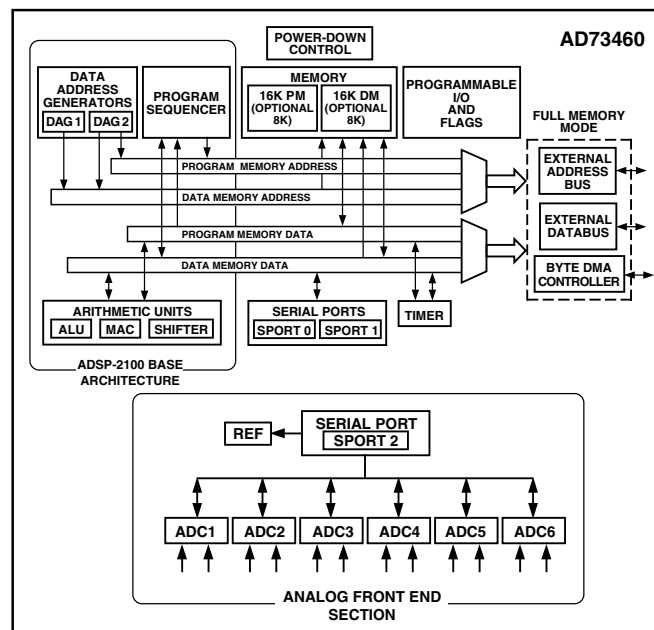 AD73460
POWER-DOWN
CONTROL
DATA
ADDRESS
GENERATORS
DAG 1
DAG 2
PROGRAM
SEQUENCER
MEMORY
16K PM
(OPTIONAL
8K)
16K DM
(OPTIONAL
8K)
PROGRAMMABLE
I/O
AND
FLAGS
FULL MEMORY
MODE
PROGRAM MEMORY ADDRESS
DATA MEMORY ADDRESS
PROGRAM MEMORY DATA
DATA MEMORY DATA
EXTERNAL
ADDRESS
BUS
EXTERNAL
DATABUS
BYTE DMA
CONTROLLER
ARITHMETIC UNITS
ALU
MAC
SHIFTER
SERIAL PORTS
SPORT 0
SPORT 1
TIMER
ADSP-2100 BASE
ARCHITECTURE
REF
SERIAL PORT
SPORT 2
ADC1
ADC2
ADC3
ADC4
ADC5
ADC6
ANALOG FRONT END
SECTION